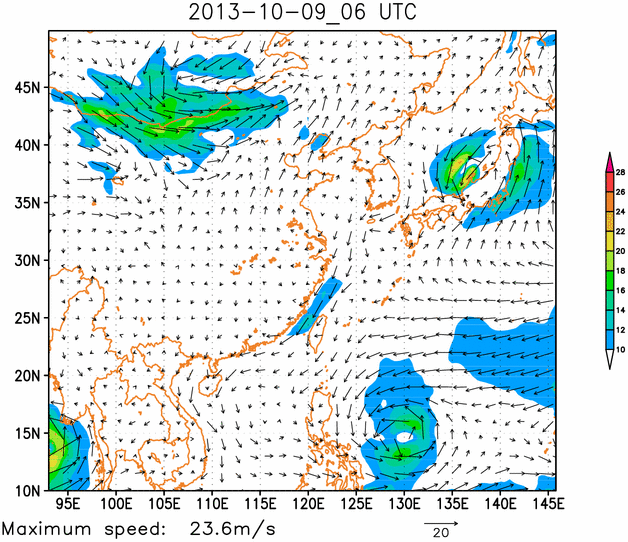 2013-10-09_06 UTC
45N
40N
35N
30N
25N
20N
15N
10N
28
26
24
22
20
18
16
14
12
10
95E 100E 105E 110E 115E 120E 125E 130E 135E 140E 145E
Maximum speed: 23.6m/s
20